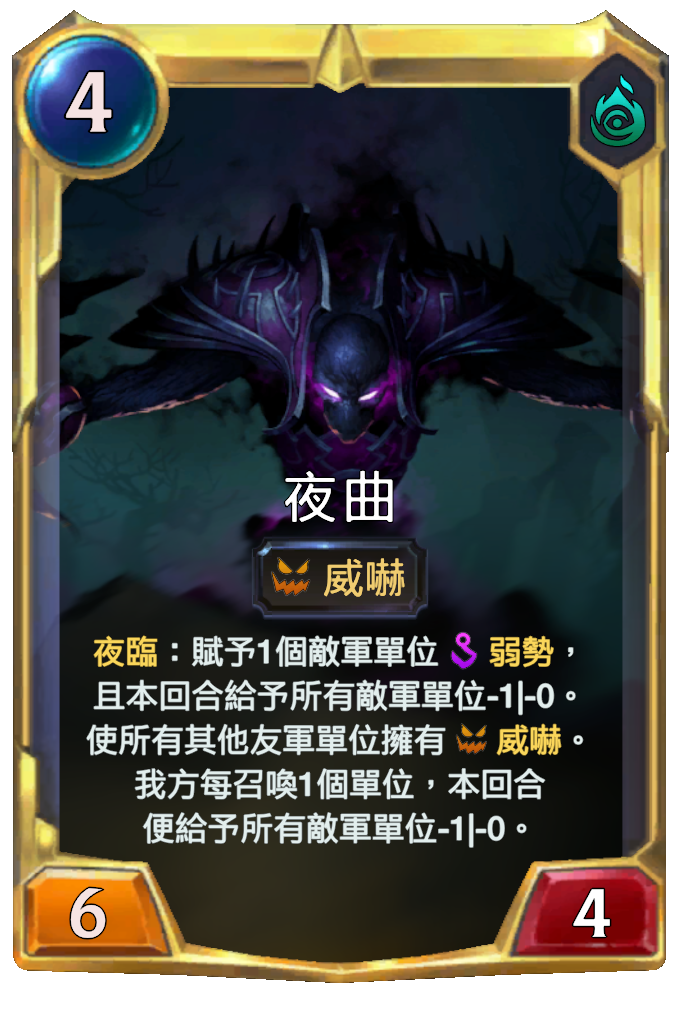 4
夜曲
威嚇
夜臨：賦予1個敵軍單位 弱勢，
且本回合給予所有敵軍單位-1|-0。
使所有其他友軍單位擁有 威嚇。
我方每召喚1個單位，本回合
便給予所有敵軍單位-1|-0。
6
4